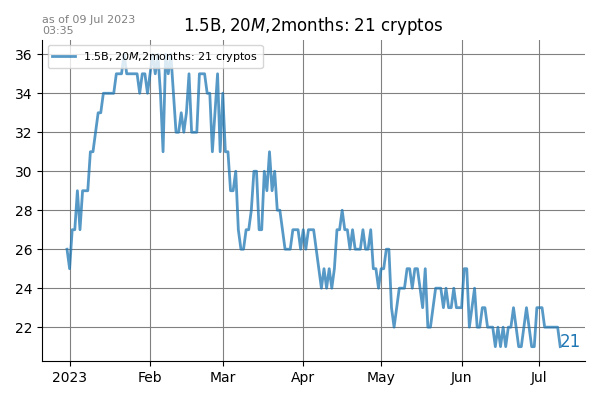 as of 09 Jul 2023
03:35
1.5B, 20M,2months: 21 cryptos
1.5B, 20M,2months: 21 cryptos
36
34
32
30
28
26
24
22
21
2023 Feb Mar Apr May Jun Jul